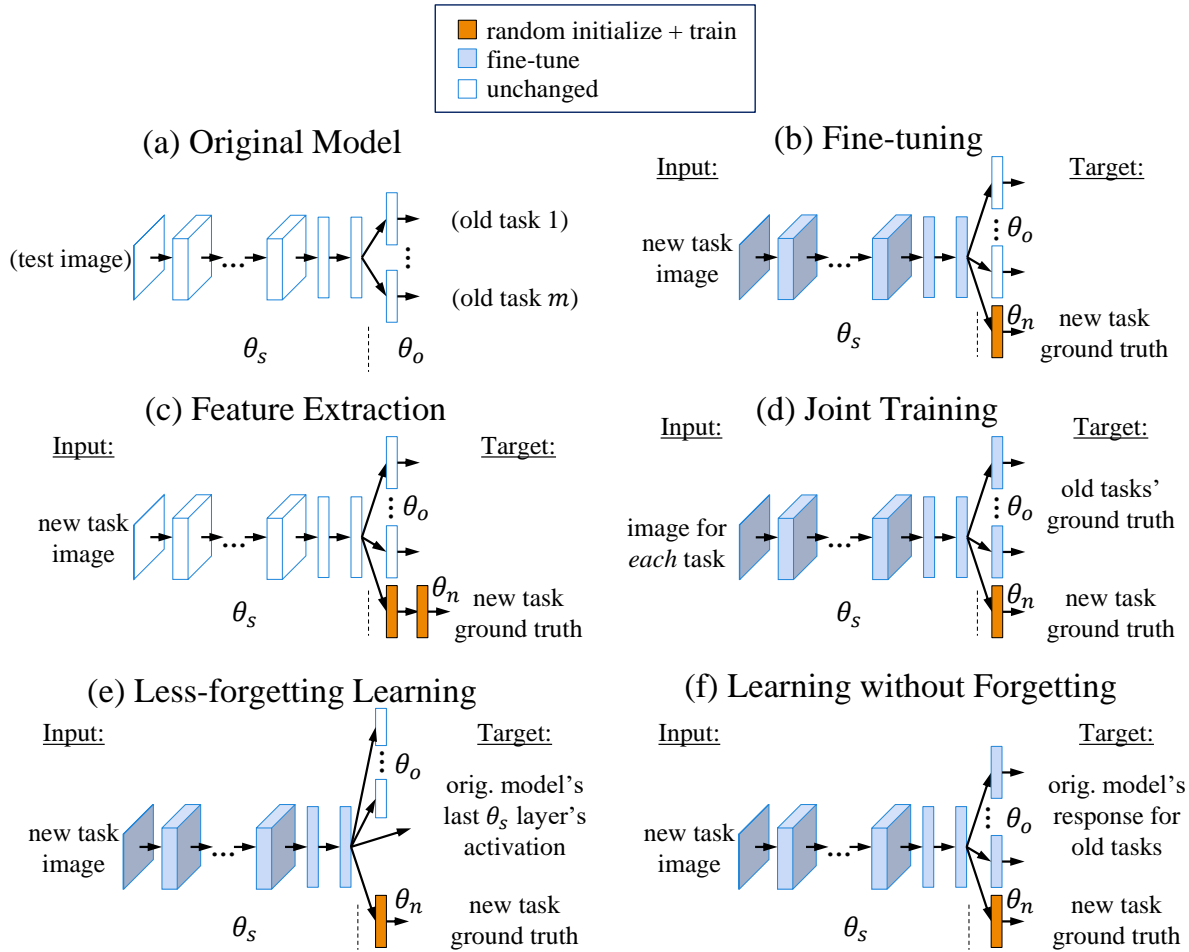 random initialize + train
fine-tune
unchanged
(a) Original Model
(test image)
...
(old task 1)
(old task m)
θs
θo
(b) Fine-tuning
Input:
Target:
new task
image
...
θo
θn
new task
ground truth
θs
(c) Feature Extraction
Input:
Target:
new task
image
...
θo
θn
new task
ground truth
θs
(d) Joint Training
Input:
Target:
image for
each task
...
θo
old tasks'
ground truth
θn
new task
ground truth
θs
(e) Less-forgetting Learning
Input:
Target:
new task
image
...
θo
orig. model's
last θs layer's
activation
θn
new task
ground truth
θs
(f) Learning without Forgetting
Input:
Target:
new task
image
...
θo
orig. model's
response for
old tasks
θn
new task
ground truth
θs